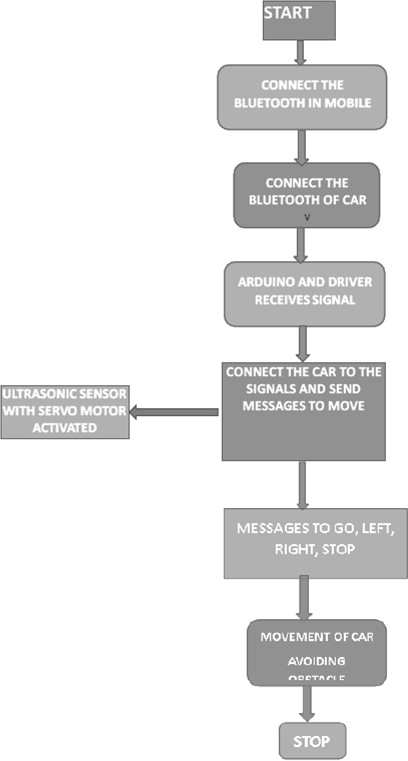 START
CONNECT THE
BLUETOOTH IN MOBILE
CONNECT THE
BLUETOOTH OF CAR
v
ARDUINO AND DRIVER
RECEIVES SIGNAL
CONNECT THE CAR TO THE
SIGNALS AND SEND
MESSAGES TO MOVE
ULTRASONIC SENSOR
WITH SERVO MOTOR
ACTIVATED
MESSAGES TO GO, LEFT,
RIGHT, STOP
MOVEMENT OF CAR
AVOIDING
OBSTACLE
STOP